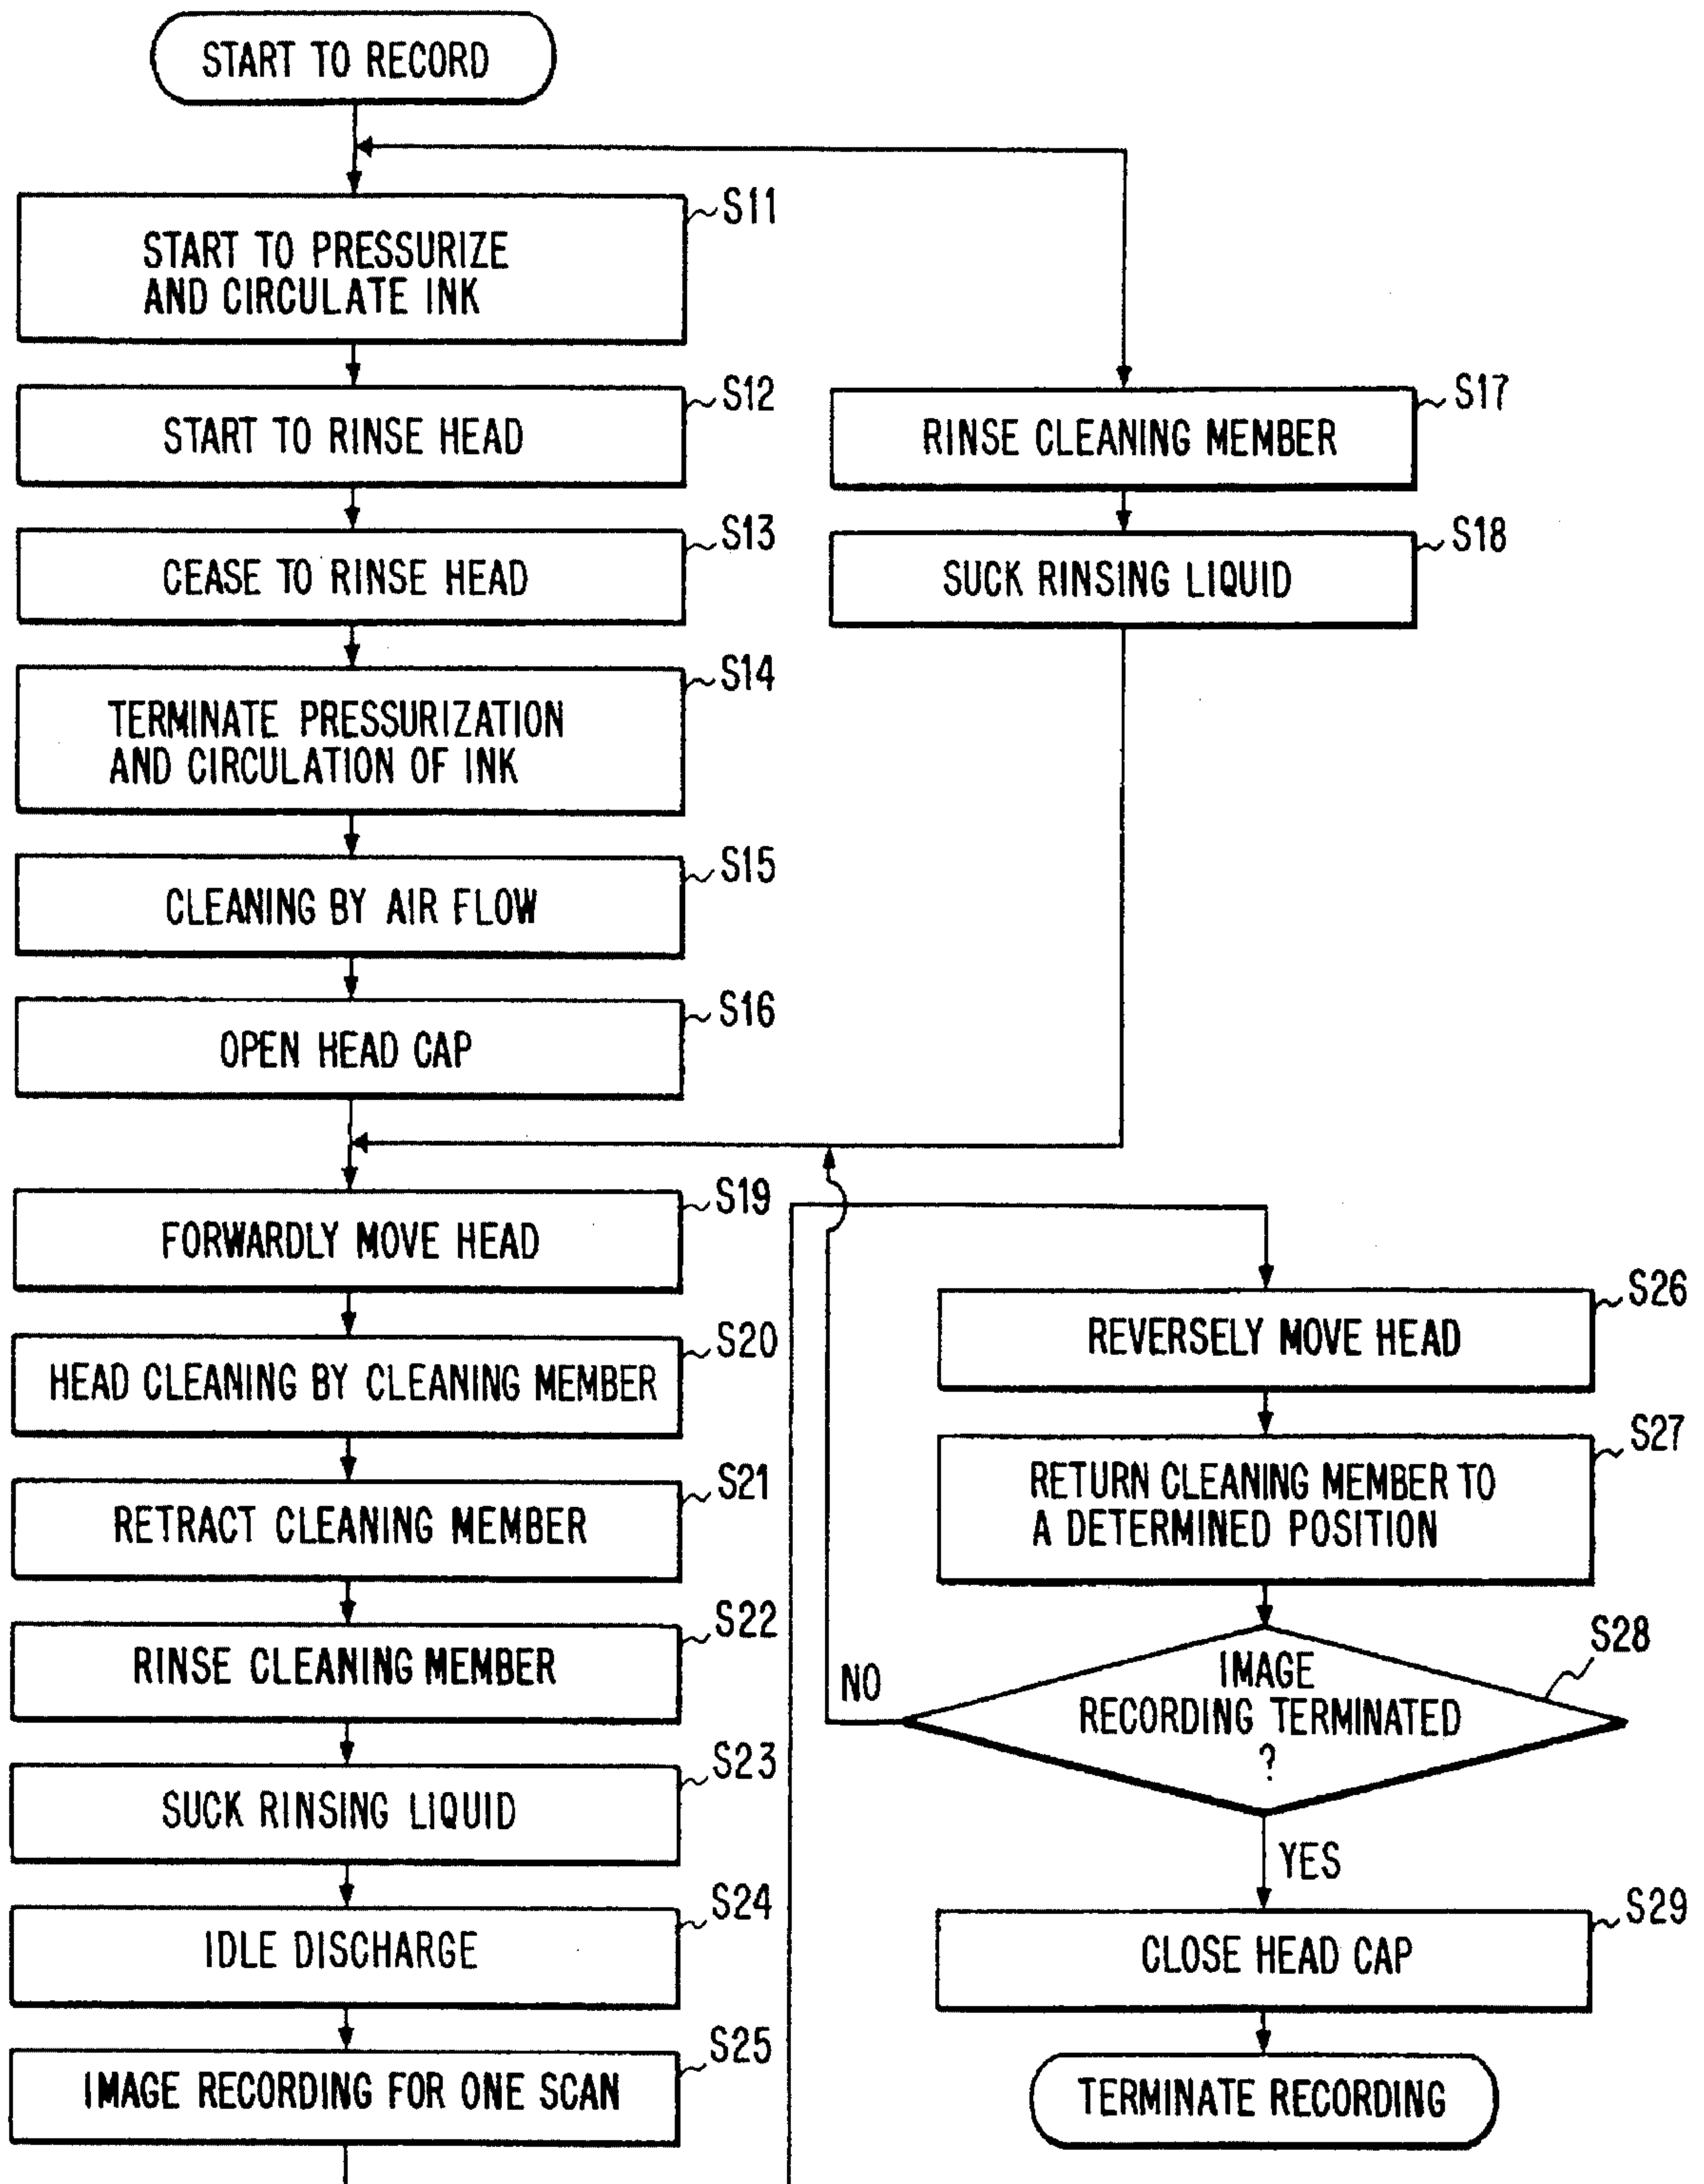 START TO RECORD
S11
START TO PRESSURIZE
AND CIRCULATE INK
S12
START TO RINSE HEAD
S13
CEASE TO RINSE HEAD
S14
TERMINATE PRESSURIZATION
AND CIRCULATION OF INK
S15
CLEANING BY AIR FLOW
S16
OPEN HEAD CAP
S17
RINSE CLEANING MEMBER
S18
SUCK RINSING LIQUID
S19
FORWARDLY MOVE HEAD
S20
HEAD CLEANING BY CLEANING MEMBER
S21
RETRACT CLEANING MEMBER
S22
RINSE CLEANING MEMBER
S23
SUCK RINSING LIQUID
S24
IDLE DISCHARGE
S25
IMAGE RECORDING FOR ONE SCAN
S26
REVERSELY MOVE HEAD
S27
RETURN CLEANING MEMBER TO
A DETERMINED POSITION
S28
IMAGE
RECORDING TERMINATED
?
NO
YES
S29
CLOSE HEAD CAP
TERMINATE RECORDING